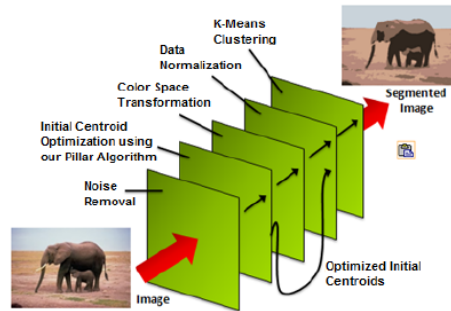 K-Means
Clustering
Data
Normalization
Color Space
Transformation
Initial Centroid
Optimization using
our Pillar Algorithm
Noise
Removal
Segmented
Image
Optimized Initial
Centroids
Image